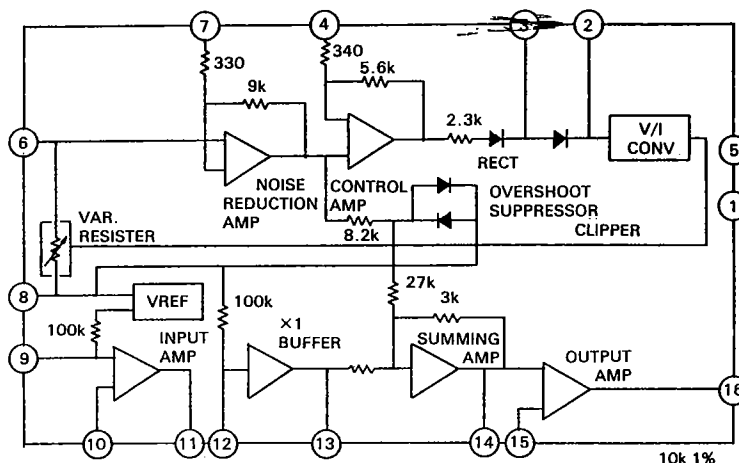 7
4
2
330
340
5.6k
9k
2.3k
6
V/I
CONV
5
RECT
NOISE
REDUCTION
AMP
CONTROL
AMP
OVERSHOOT
SUPPRESSOR
CLIPPER
1
VAR.
RESISTER
8.2k
8
VREF
100k
27k
3k
100k
×1
BUFFER
INPUT
AMP
SUMMING
AMP
OUTPUT
AMP
9
16
10
11
12
13
14
15
10k 1%